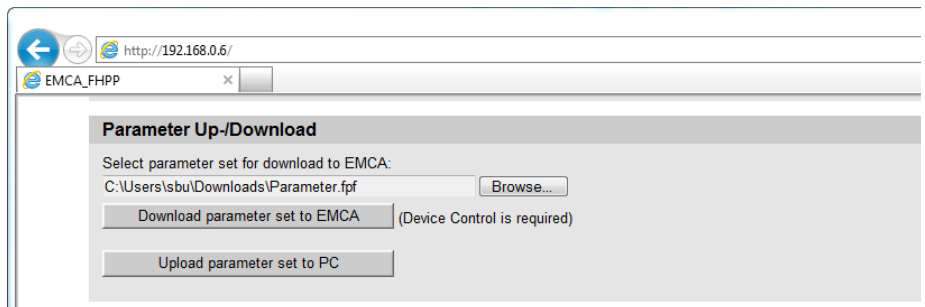 http://192.168.0.6/
EMCA_FHPP
Parameter Up-/Download
Select parameter set for download to EMCA:
C:\Users\sbu\Downloads\Parameter.fpf Browse...
Download parameter set to EMCA (Device Control is required)
Upload parameter set to PC